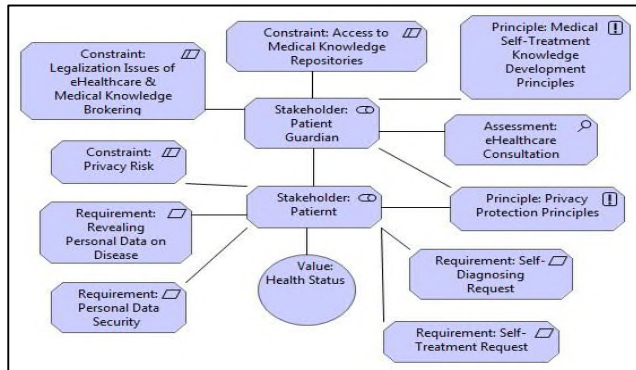 Constraint:
Legalization Issues of
eHealthcare &
Medical Knowledge
Brokering
Constraint: Access to
Medical Knowledge
Repositories
Principle: Medical
Self-Treatment
Knowledge
Development
Principles
Stakeholder:
Patient
Guardian
Assessment:
eHealthcare
Consultation
Constraint:
Privacy Risk
Stakeholder:
Patiernt
Principle: Privacy
Protection Principles
Requirement:
Revealing
Personal Data on
Disease
Value:
Health Status
Requirement: Self-
Diagnosing
Request
Requirement:
Personal Data
Security
Requirement: Self-
Treatment Request